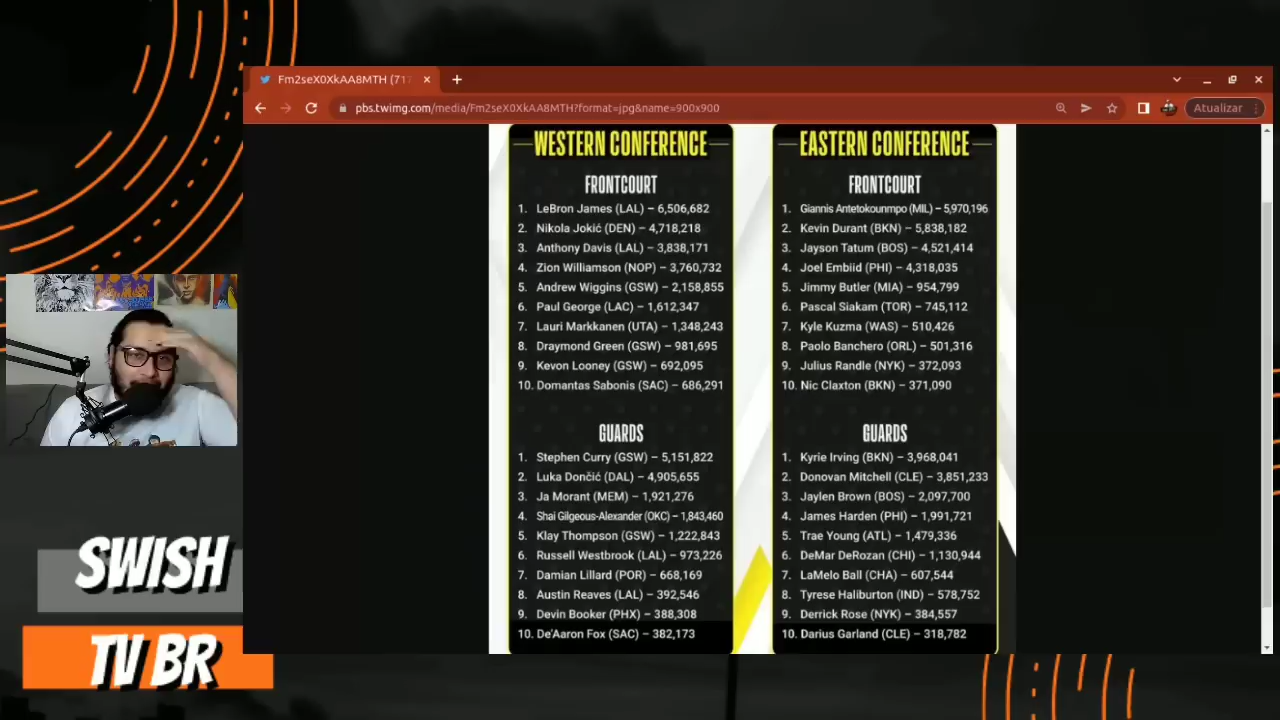 Fm2seX0XkAA8MTH (717
pbs.twimg.com/media/Fm2seX0XkAA8MTH?format=jpg&name=900x900
Atualizar
WESTERN CONFERENCE
FRONTCOURT
1. LeBron James (LAL) – 6,506,682
2. Nikola Jokić (DEN) – 4,718,218
3. Anthony Davis (LAL) – 3,838,171
4. Zion Williamson (NOP) – 3,760,732
5. Andrew Wiggins (GSW) – 2,158,855
6. Paul George (LAC) – 1,612,347
7. Lauri Markkanen (UTA) – 1,348,243
8. Draymond Green (GSW) – 981,695
9. Kevon Looney (GSW) – 692,095
10. Domantas Sabonis (SAC) – 686,291
GUARDS
1. Stephen Curry (GSW) – 5,151,822
2. Luka Dončić (DAL) – 4,905,655
3. Ja Morant (MEM) – 1,921,276
4. Shai Gilgeous-Alexander (OKC) – 1,843,460
5. Klay Thompson (GSW) – 1,222,843
6. Russell Westbrook (LAL) – 973,226
7. Damian Lillard (POR) – 668,169
8. Austin Reaves (LAL) – 392,546
9. Devin Booker (PHX) – 388,308
10. De'Aaron Fox (SAC) – 382,173
EASTERN CONFERENCE
FRONTCOURT
1. Giannis Antetokounmpo (MIL) – 5,970,196
2. Kevin Durant (BKN) – 5,838,182
3. Jayson Tatum (BOS) – 4,521,414
4. Joel Embiid (PHI) – 4,318,035
5. Jimmy Butler (MIA) – 954,799
6. Pascal Siakam (TOR) – 745,112
7. Kyle Kuzma (WAS) – 510,426
8. Paolo Banchero (ORL) – 501,316
9. Julius Randle (NYK) – 372,093
10. Nic Claxton (BKN) – 371,090
GUARDS
1. Kyrie Irving (BKN) – 3,968,041
2. Donovan Mitchell (CLE) – 3,851,233
3. Jaylen Brown (BOS) – 2,097,700
4. James Harden (PHI) – 1,991,721
5. Trae Young (ATL) – 1,479,336
6. DeMar DeRozan (CHI) – 1,130,944
7. LaMelo Ball (CHA) – 607,544
8. Tyrese Haliburton (IND) – 578,752
9. Derrick Rose (NYK) – 384,557
10. Darius Garland (CLE) – 318,782
SWISH
TV BR